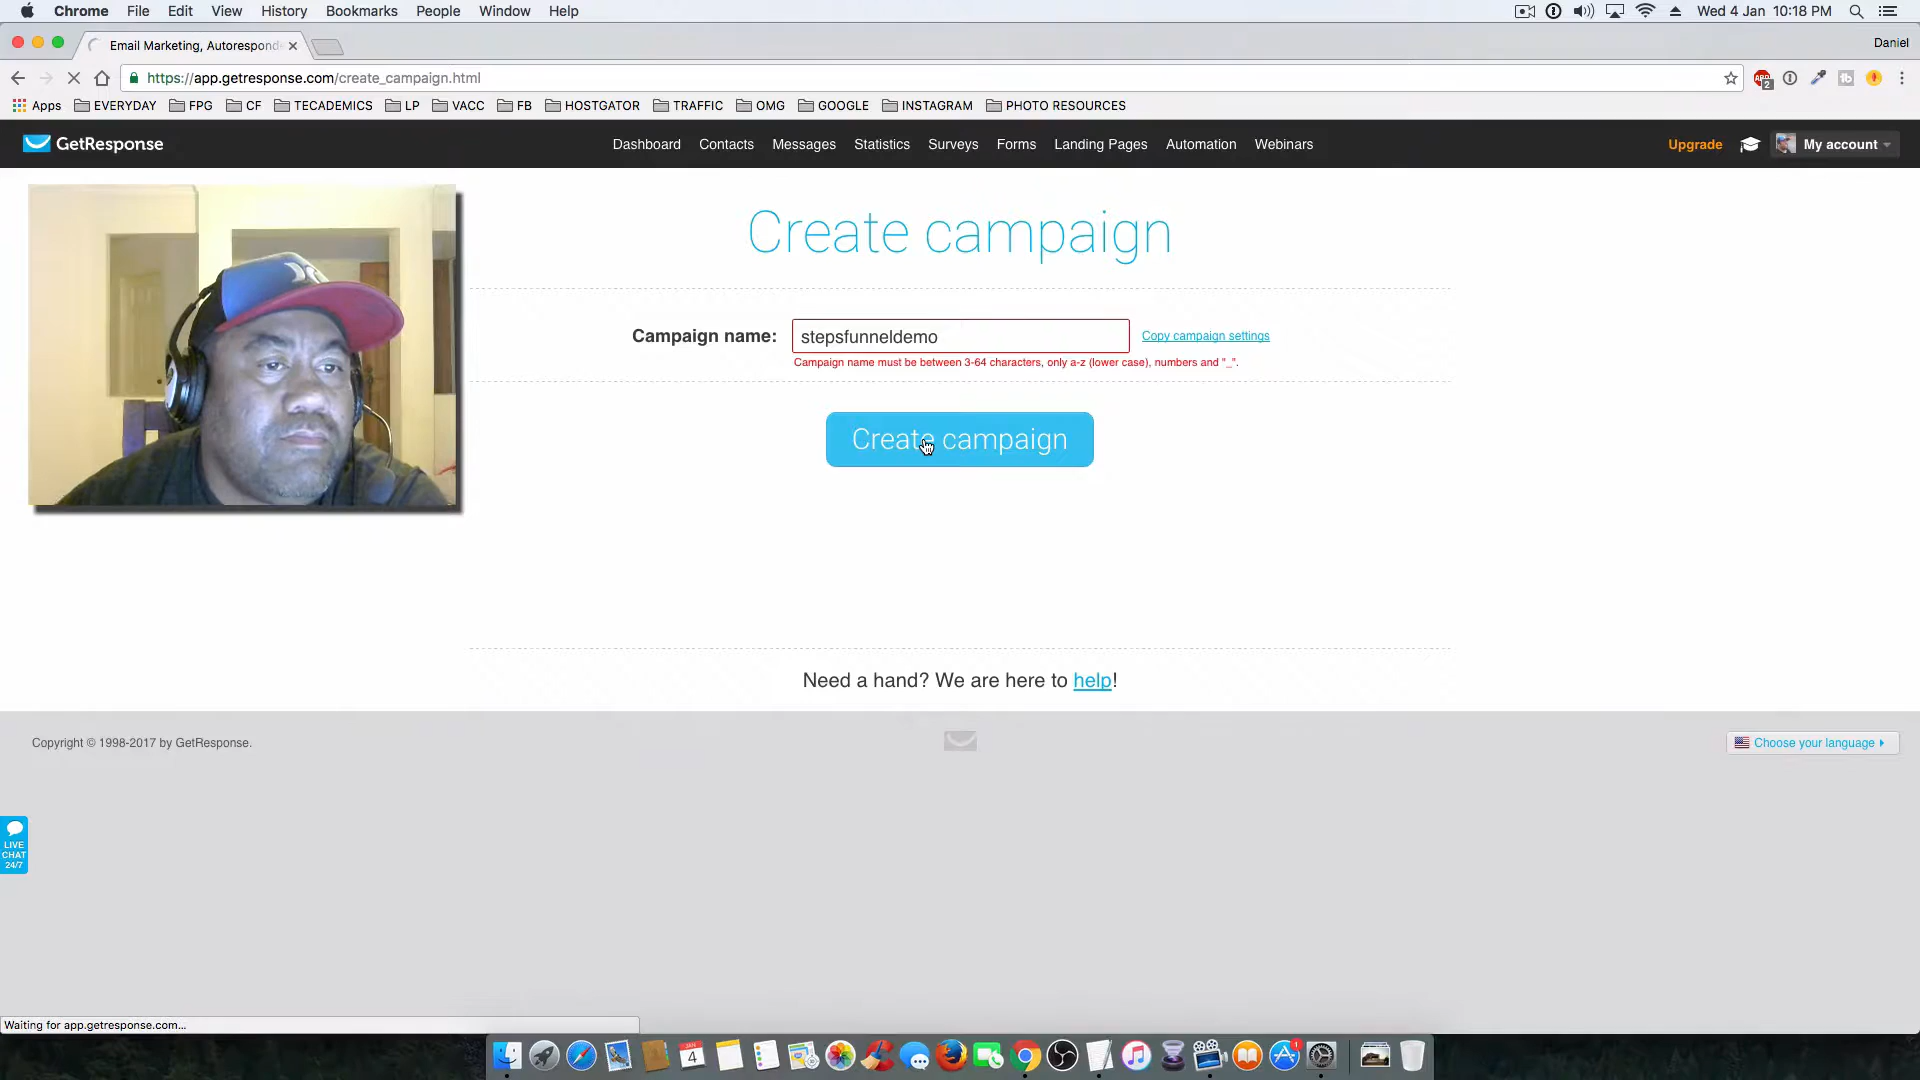 Chrome File Edit View History Bookmarks People Window Help Wed 4 Jan 10:18 PM
Email Marketing, Autorespond Daniel
https://app.getresponse.com/create_campaign.html
Apps EVERYDAY FPG CF TECADEMICS LP VACC FB HOSTGATOR TRAFFIC OMG GOOGLE INSTAGRAM PHOTO RESOURCES
GetResponse Dashboard Contacts Messages Statistics Surveys Forms Landing Pages Automation Webinars Upgrade My account
Create campaign
Campaign name: stepsfunneldemo Copy campaign settings
Campaign name must be between 3-64 characters, only a-z (lower case), numbers and "_".
Create campaign
Need a hand? We are here to help!
Copyright © 1998-2017 by GetResponse. Choose your language
LIVE
CHAT
24/7
Waiting for app.getresponse.com...